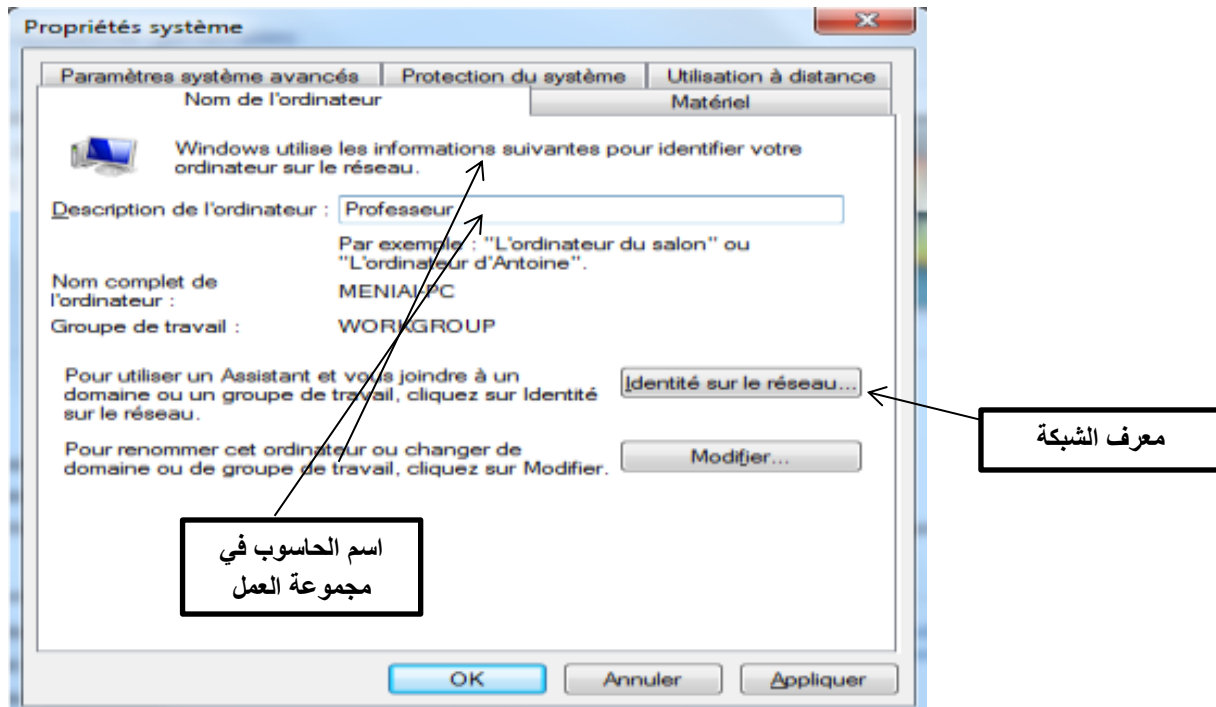 Propriétés système
Paramètres système avancés
Protection du système
Utilisation à distance
Nom de l'ordinateur
Matériel
Windows utilise les informations suivantes pour identifier votre
ordinateur sur le réseau.
Description de l'ordinateur : Professeur
Par exemple : "L'ordinateur du salon" ou
"L'ordinateur d'Antoine".
Nom complet de
l'ordinateur :
MENIAI-PC
Groupe de travail : WORKGROUP
Pour utiliser un Assistant et vous joindre à un
domaine ou un groupe de travail, cliquez sur Identité
sur le réseau.
Identité sur le réseau...
معرف الشبكة
Pour renommer cet ordinateur ou changer de
domaine ou de groupe de travail, cliquez sur Modifier.
Modifier...
اسم الحاسوب في
مجموعة العمل
OK
Annuler
Appliquer